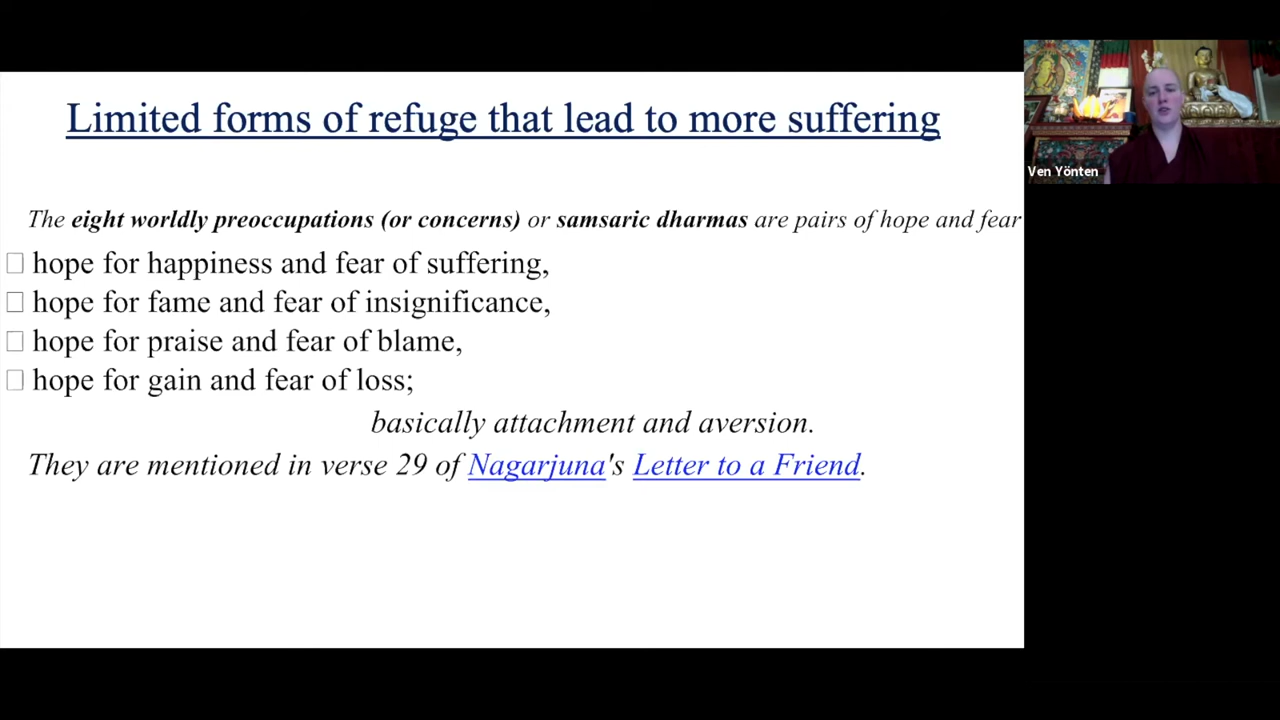 Limited forms of refuge that lead to more suffering
The eight worldly preoccupations (or concerns) or samsaric dharmas are pairs of hope and fear
hope for happiness and fear of suffering,
hope for fame and fear of insignificance,
hope for praise and fear of blame,
hope for gain and fear of loss;
basically attachment and aversion.
They are mentioned in verse 29 of Nagarjuna's Letter to a Friend.
Ven Yönten